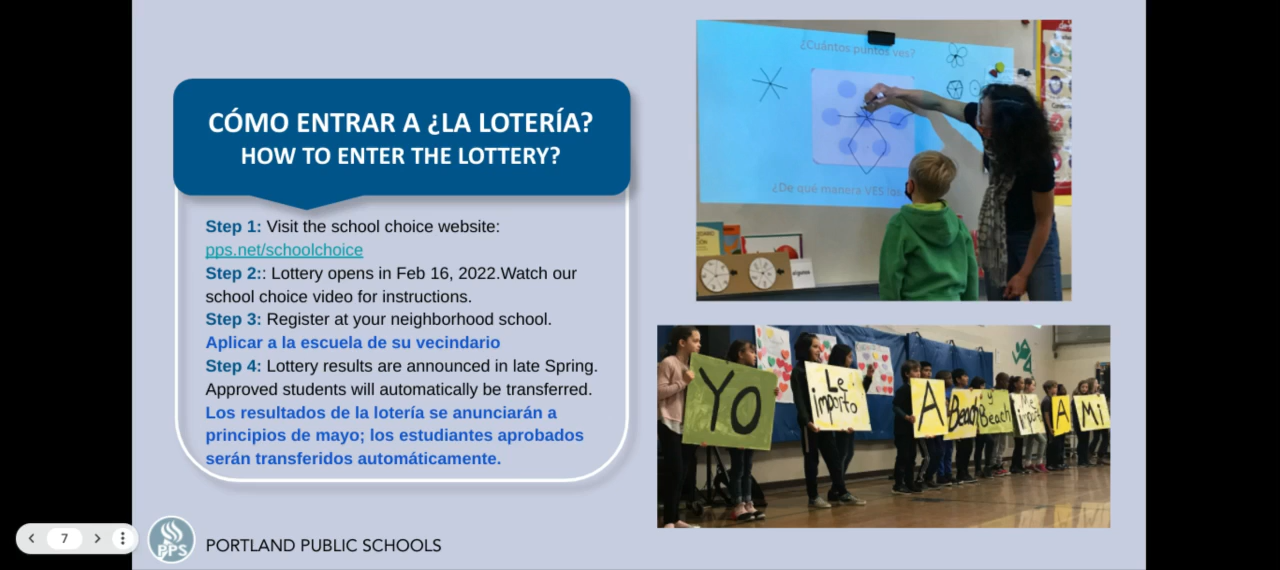 CÓMO ENTRAR A ¿LA LOTERÍA?
HOW TO ENTER THE LOTTERY?
Step 1: Visit the school choice website:
pps.net/schoolchoice
Step 2:: Lottery opens in Feb 16, 2022.Watch our
school choice video for instructions.
Step 3: Register at your neighborhood school.
Aplicar a la escuela de su vecindario
Step 4: Lottery results are announced in late Spring.
Approved students will automatically be transferred.
Los resultados de la lotería se anunciarán a
principios de mayo; los estudiantes aprobados
serán transferidos automáticamente.
¿Cuántos puntos ves?
¿De qué manera VES
YO
Le importo
A
Beach
y Beach
A
Mi
7
PPS
PORTLAND PUBLIC SCHOOLS